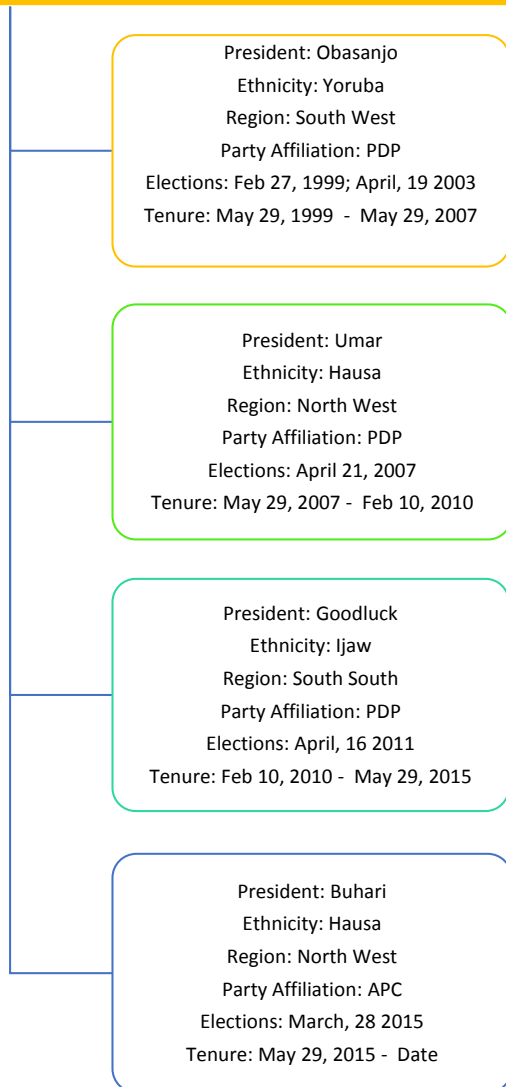 President: Obasanjo
Ethnicity: Yoruba
Region: South West
Party Affiliation: PDP
Elections: Feb 27, 1999; April, 19 2003
Tenure: May 29, 1999 - May 29, 2007
President: Umar
Ethnicity: Hausa
Region: North West
Party Affiliation: PDP
Elections: April 21, 2007
Tenure: May 29, 2007 - Feb 10, 2010
President: Goodluck
Ethnicity: Ijaw
Region: South South
Party Affiliation: PDP
Elections: April, 16 2011
Tenure: Feb 10, 2010 - May 29, 2015
President: Buhari
Ethnicity: Hausa
Region: North West
Party Affiliation: APC
Elections: March, 28 2015
Tenure: May 29, 2015 - Date